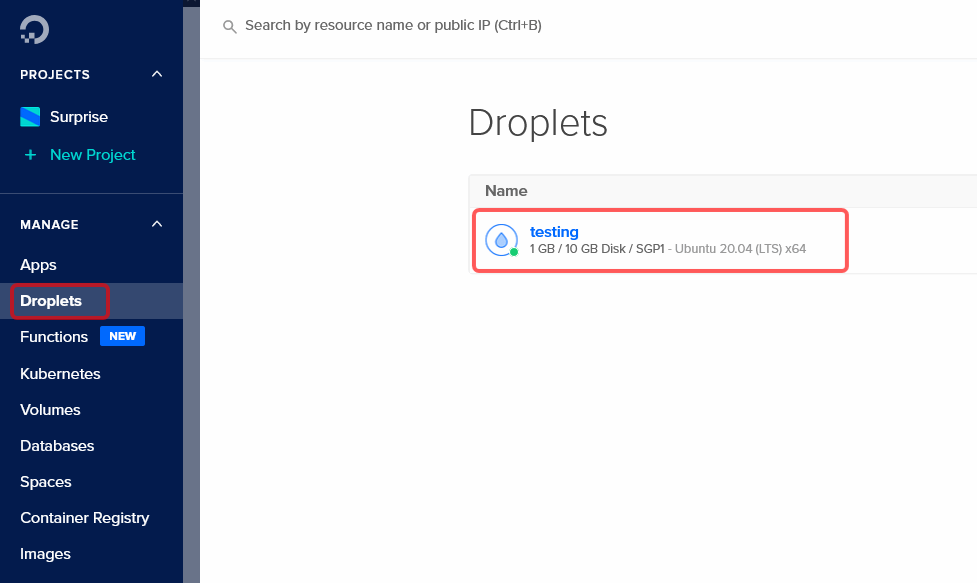 Search by resource name or public IP (Ctrl+B)
PROJECTS
Surprise
+ New Project
MANAGE
Apps
Droplets
Functions NEW
Kubernetes
Volumes
Databases
Spaces
Container Registry
Images
Droplets
Name
testing
1 GB / 10 GB Disk / SGP1 - Ubuntu 20.04 (LTS) x64